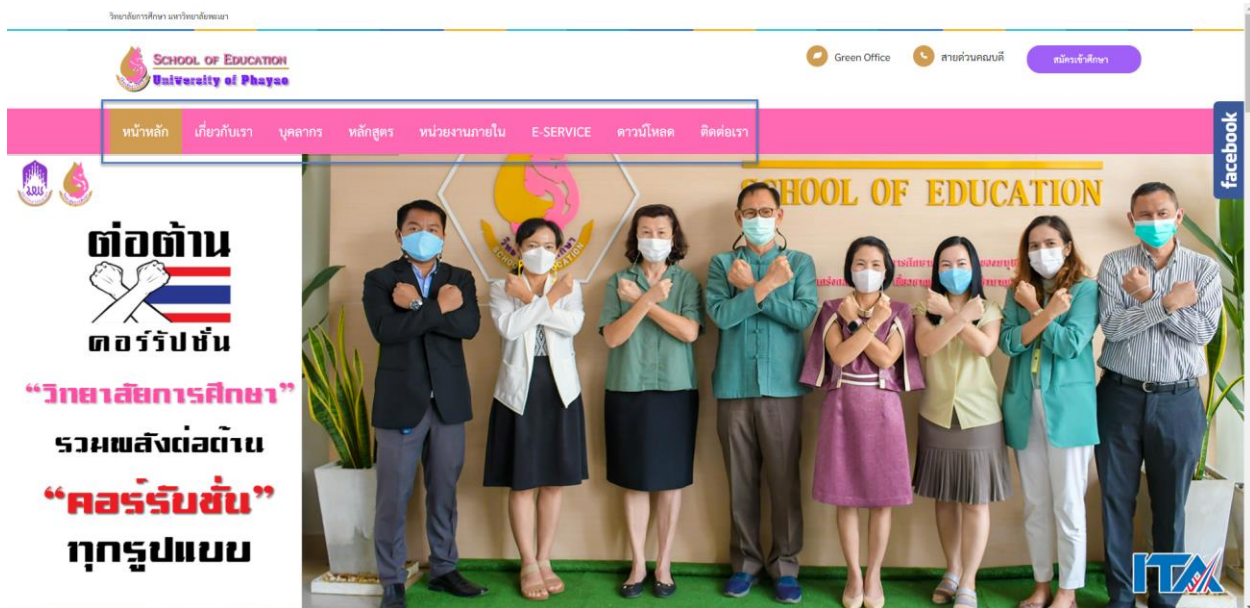 วิทยาลัยการศึกษา มหาวิทยาลัยพะเยา
SCHOOL OF EDUCATION
University of Phayao
Green Office
สายด่วนคณบดี
สมัครเข้าศึกษา
หน้าหลัก เกี่ยวกับเรา บุคลากร หลักสูตร หน่วยงานภายใน E-SERVICE ดาวน์โหลด ติดต่อเรา
facebook
SCHOOL OF EDUCATION
ต่อต้าน
คอร์รัปชั่น
“วิทยาลัยการศึกษา”
รวมพลังต่อต้าน
“คอร์รับชั่น”
ทุกรูปแบบ
ITA